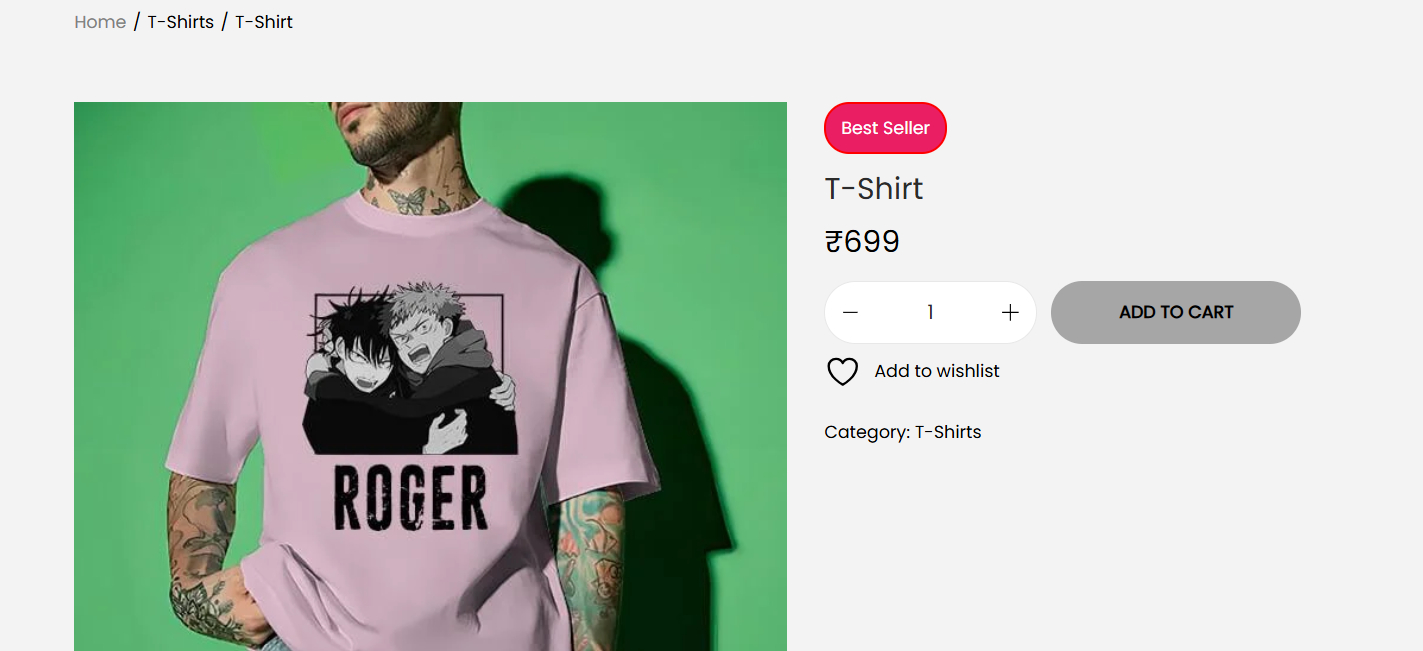 Home / T-Shirts / T-Shirt
Best Seller
T-Shirt
₹699
1
ADD TO CART
Add to wishlist
Category: T-Shirts
ROGER